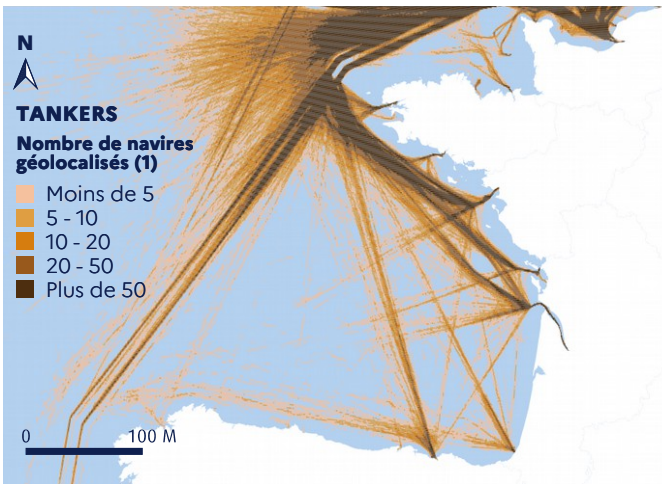 N
TANKERS
Nombre de navires
géolocalisés (1)
Moins de 5
5 - 10
10 - 20
20 - 50
Plus de 50
0 100 M